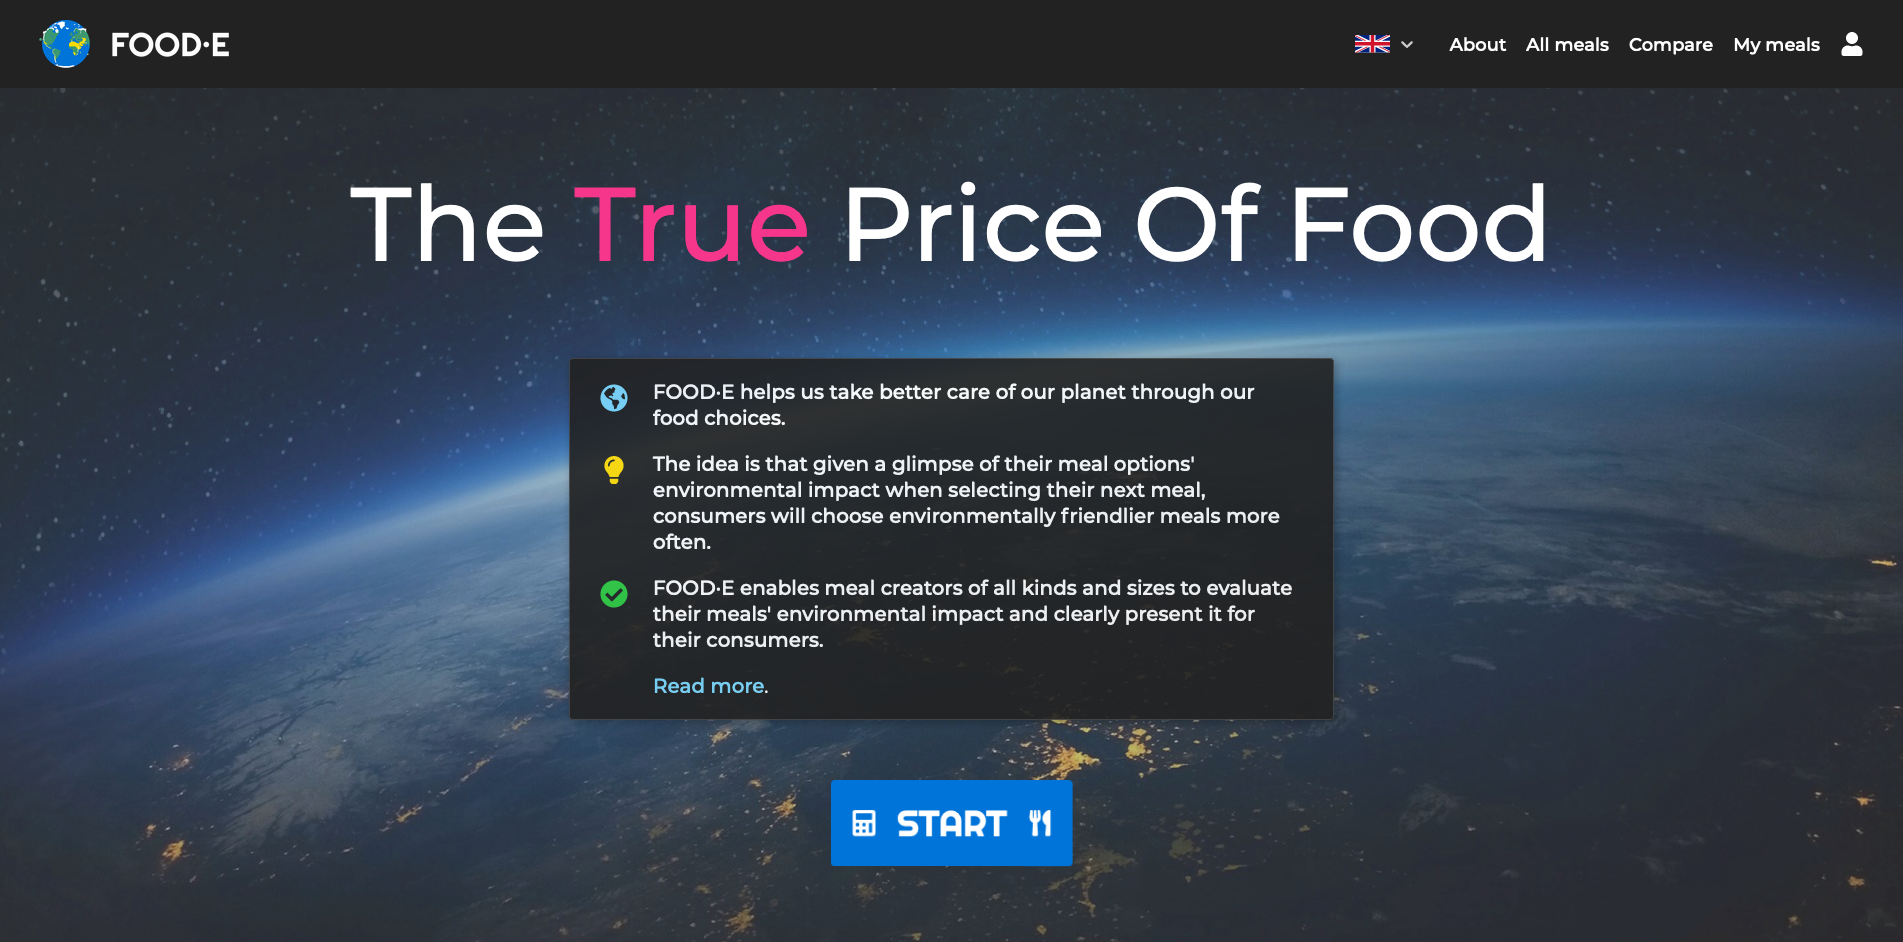 FOOD·E
About All meals Compare My meals
The True Price Of Food
FOOD·E helps us take better care of our planet through our
food choices.
The idea is that given a glimpse of their meal options'
environmental impact when selecting their next meal,
consumers will choose environmentally friendlier meals more
often.
FOOD·E enables meal creators of all kinds and sizes to evaluate
their meals' environmental impact and clearly present it for
their consumers.
Read more.
START